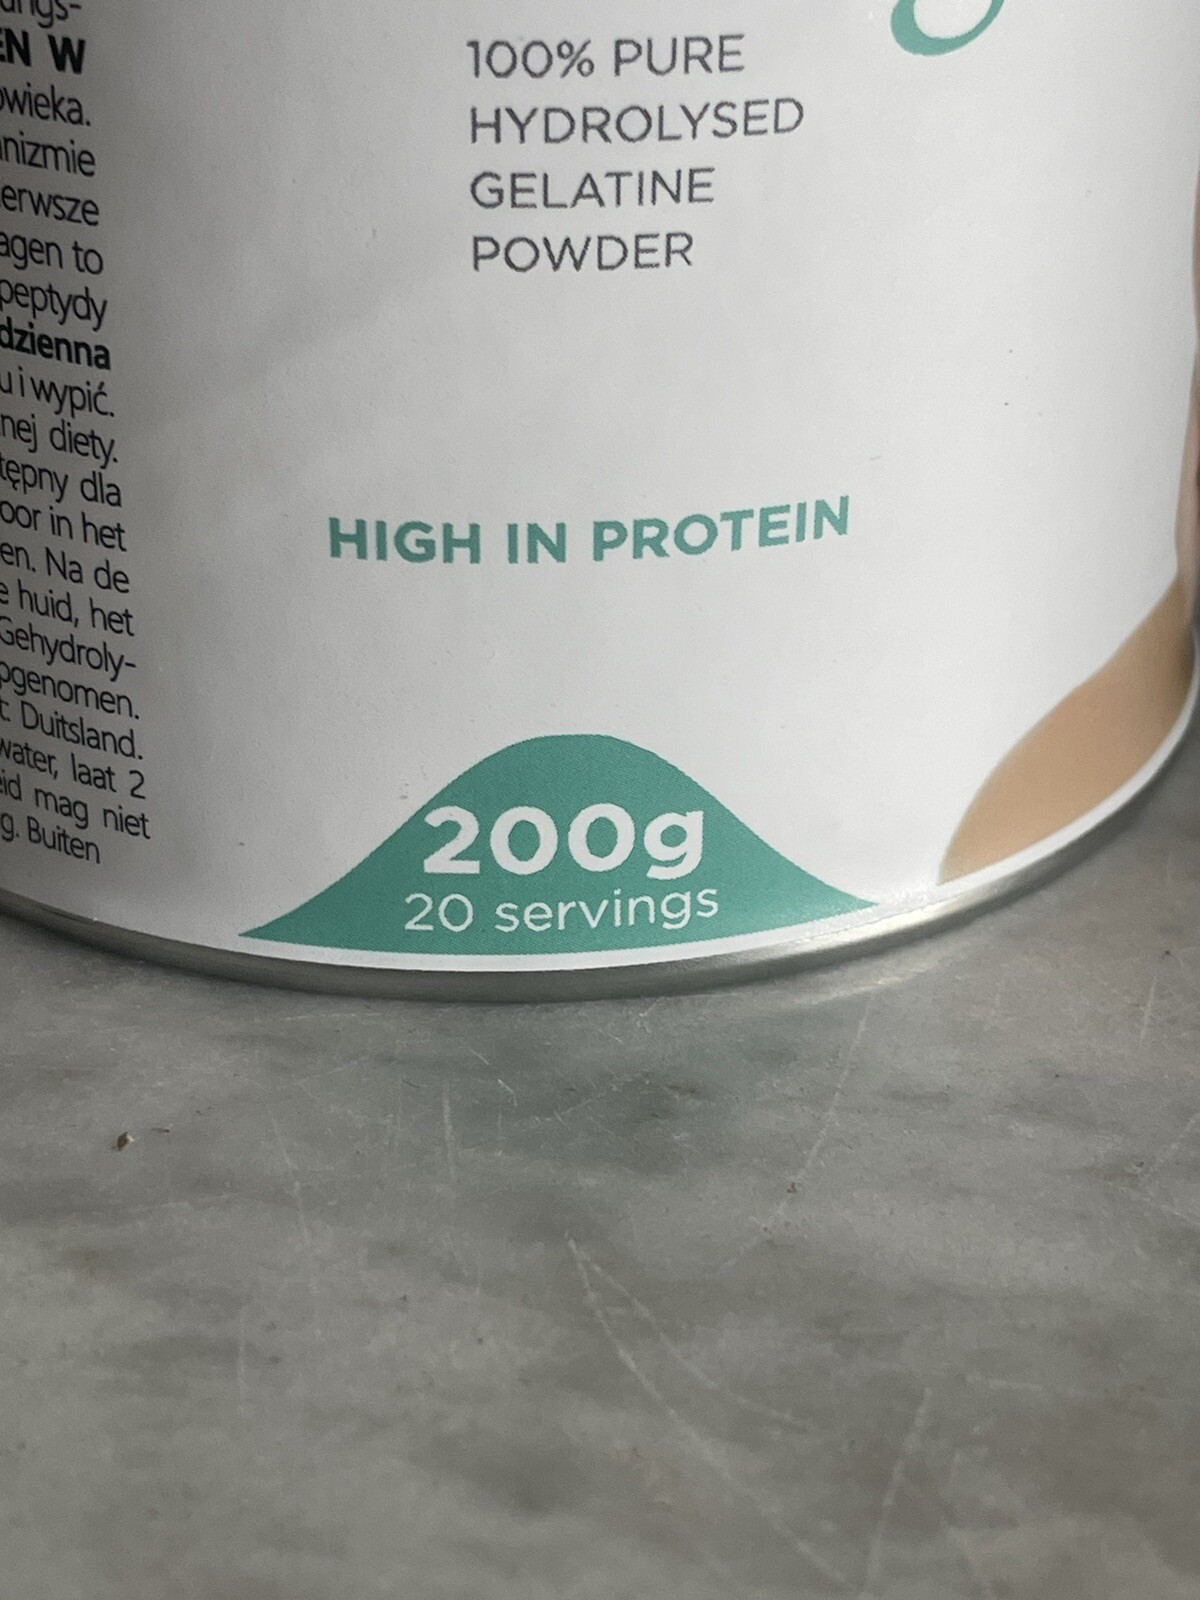 EN W
nizmie
erwsze
agen to
peptydy
dzienna
u i wypić.
nej diety.
tępny dla
oor in het
en. Na de
e huid, het
Gehydroly-
pgenomen.
t: Duitsland.
water, laat 2
eid mag niet
g. Buiten
100% PURE
HYDROLYSED
GELATINE
POWDER
HIGH IN PROTEIN
200g
20 servings